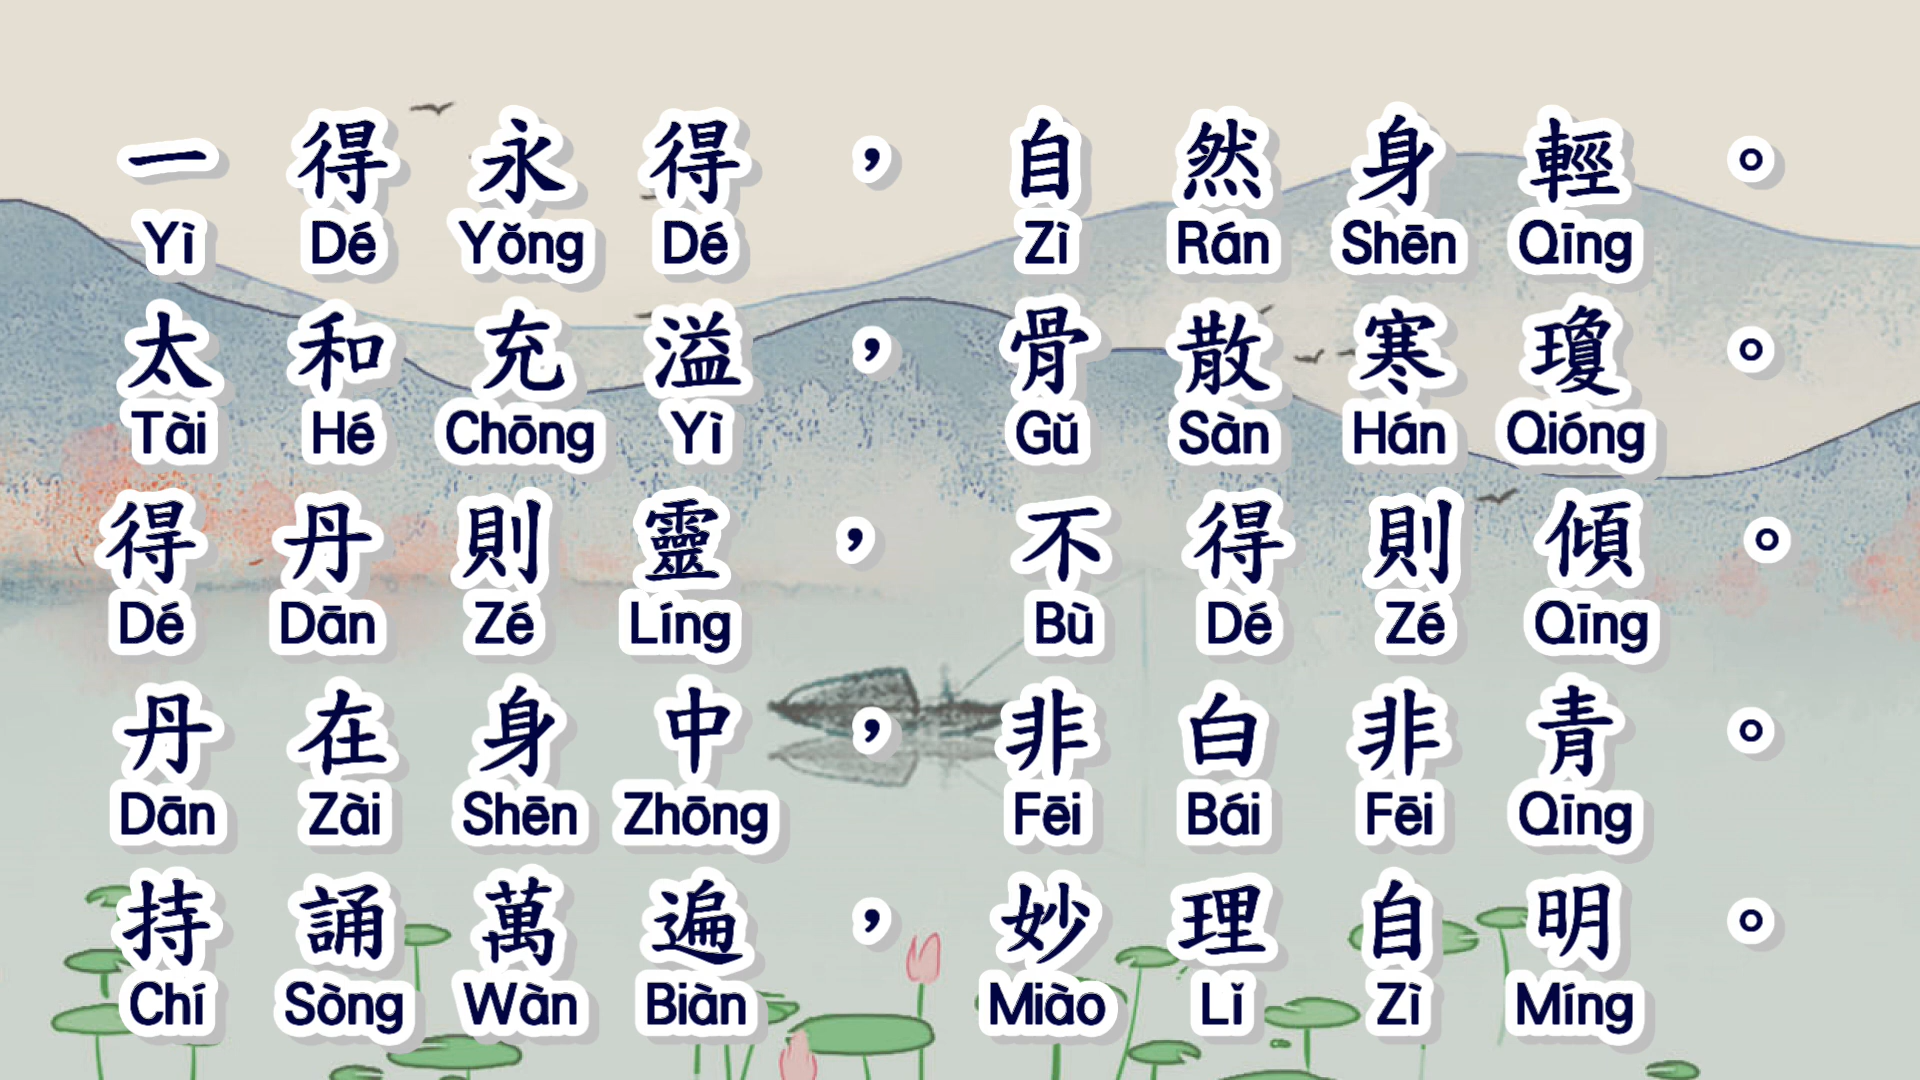 一得永得，自然身輕。
Yì Dé Yǒng Dé Zì Rán Shēn Qīng
太和充溢，骨散寒瓊。
Tài Hé Chōng Yì Gǔ Sàn Hán Qióng
得丹則靈，不得則傾。
Dé Dān Zé Líng Bù Dé Zé Qīng
丹在身中，非白非青。
Dān Zài Shēn Zhōng Fēi Bái Fēi Qīng
持誦萬遍，妙理自明。
Chí Sòng Wàn Biàn Miào Lǐ Zì Míng